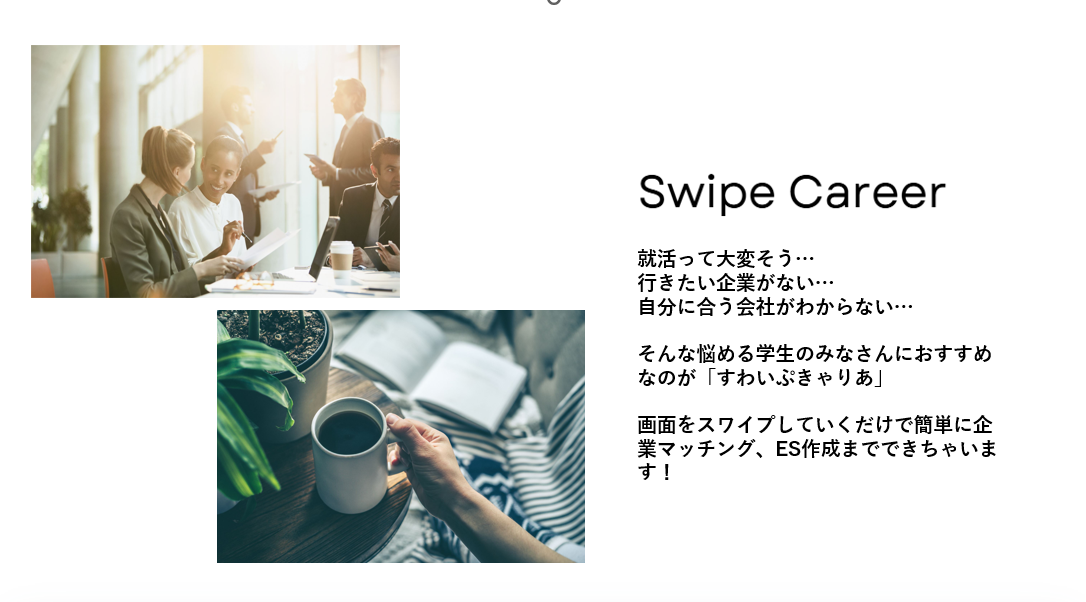 Swipe Career
就活って大変そう…
行きたい企業がない…
自分に合う会社がわからない…
そんな悩める学生のみなさんにおすすめ
なのが「すわいぷきゃりあ」
画面をスワイプしていくだけで簡単に企
業マッチング、ES作成までできちゃいま
す！